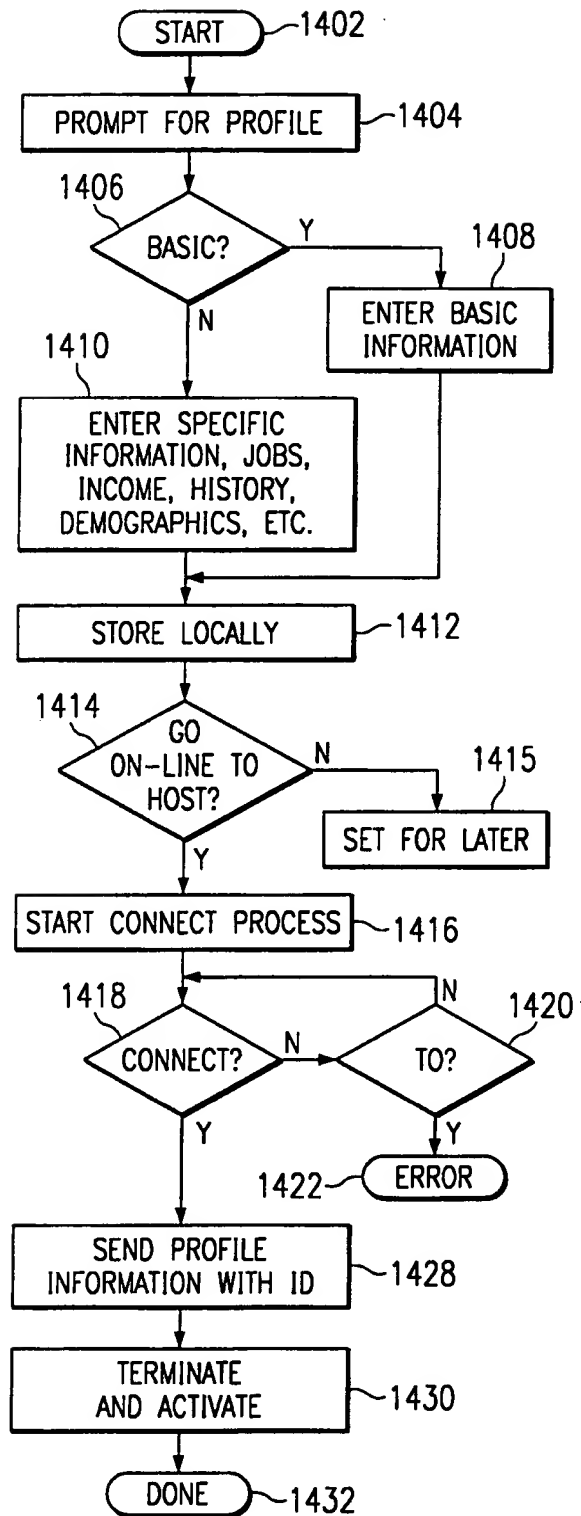 START
1402
PROMPT FOR PROFILE
1404
1406
BASIC?
Y
N
1408
ENTER BASIC
INFORMATION
1410
ENTER SPECIFIC
INFORMATION, JOBS,
INCOME, HISTORY,
DEMOGRAPHICS, ETC.
STORE LOCALLY
1412
1414
GO
ON-LINE TO
HOST?
N
Y
1415
SET FOR LATER
START CONNECT PROCESS
1416
1418
CONNECT?
N
Y
N
1420
TO?
Y
1422
ERROR
SEND PROFILE
INFORMATION WITH ID
1428
TERMINATE
AND ACTIVATE
1430
DONE
1432